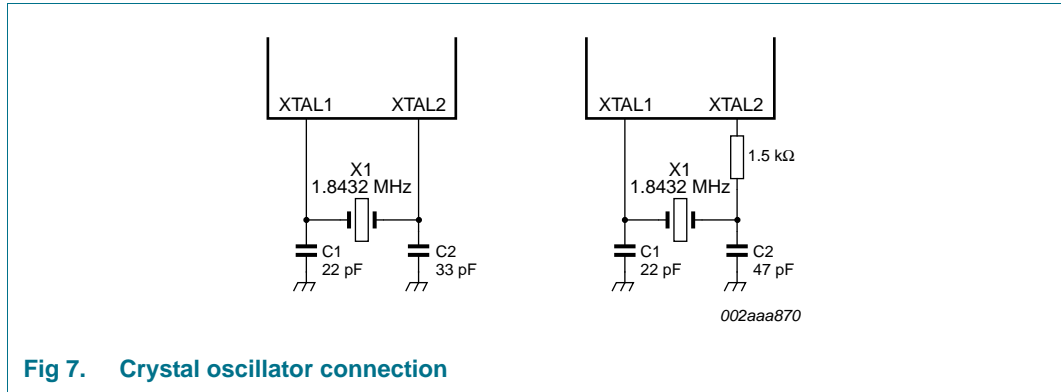 XTAL1 XTAL2
X1
1.8432 MHz
C1
22 pF
C2
33 pF
XTAL1 XTAL2
1.5 kΩ
X1
1.8432 MHz
C1
22 pF
C2
47 pF
002aaa870
Fig 7. Crystal oscillator connection